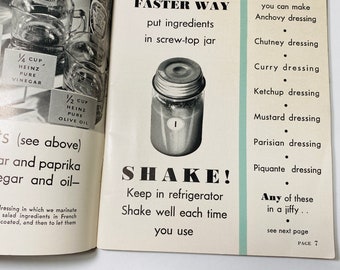 ¼ CUP
HEINZ
PURE
VINEGAR
½ CUP
HEINZ
PURE
OLIVE OIL
TS (see above)
ar and paprika
egar and oil—
dressing in which we marinate
salad ingredients in French
coated, and then to let them
FASTER WAY
put ingredients
in screw-top jar
1
SHAKE!
Keep in refrigerator
Shake well each time
you use
you can make
Anchovy dressing
Chutney dressing
Curry dressing
Ketchup dressing
Mustard dressing
Parisian dressing
Piquante dressing
Any of these
in a jiffy . .
see next page
PAGE 7